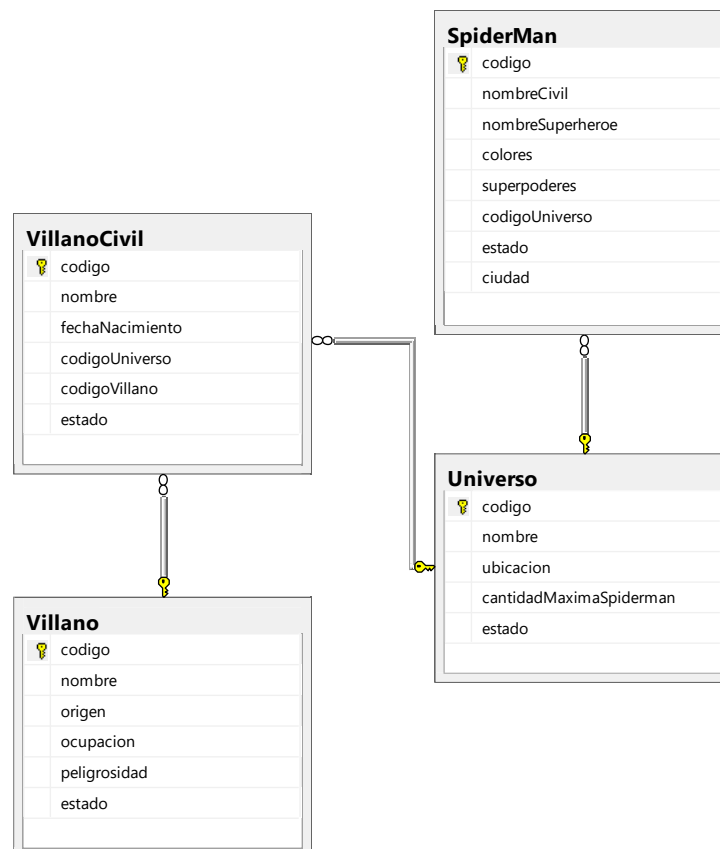 SpiderMan
codigo
nombreCivil
nombreSuperheroe
colores
superpoderes
codigoUniverso
estado
ciudad
VillanoCivil
codigo
nombre
fechaNacimiento
codigoUniverso
codigoVillano
estado
Universo
codigo
nombre
ubicacion
cantidadMaximaSpiderman
estado
Villano
codigo
nombre
origen
ocupacion
peligrosidad
estado